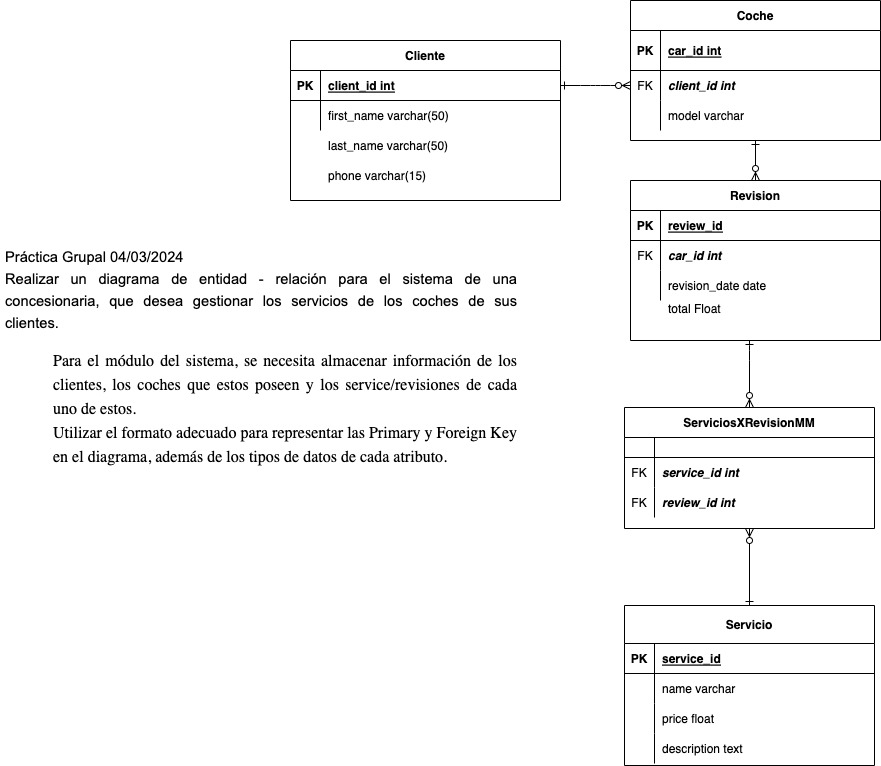 Coche
PK car_id int
FK client_id int
model varchar
Cliente
PK client_id int
first_name varchar(50)
last_name varchar(50)
phone varchar(15)
Revision
PK review_id
FK car_id int
revision_date date
total Float
Práctica Grupal 04/03/2024
Realizar un diagrama de entidad - relación para el sistema de una
concesionaria, que desea gestionar los servicios de los coches de sus
clientes.
Para el módulo del sistema, se necesita almacenar información de los
clientes, los coches que estos poseen y los service/revisiones de cada
uno de estos.
Utilizar el formato adecuado para representar las Primary y Foreign Key
en el diagrama, además de los tipos de datos de cada atributo.
ServiciosXRevisionMM
FK service_id int
FK review_id int
Servicio
PK service_id
name varchar
price float
description text